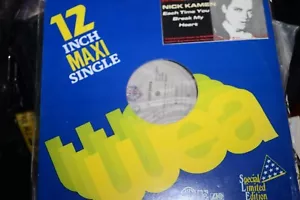 12
INCH
MAXI
SINGLE
NICK KAMEN
Each Time You
Break My
Heart
wea
Special
Limited
Edition